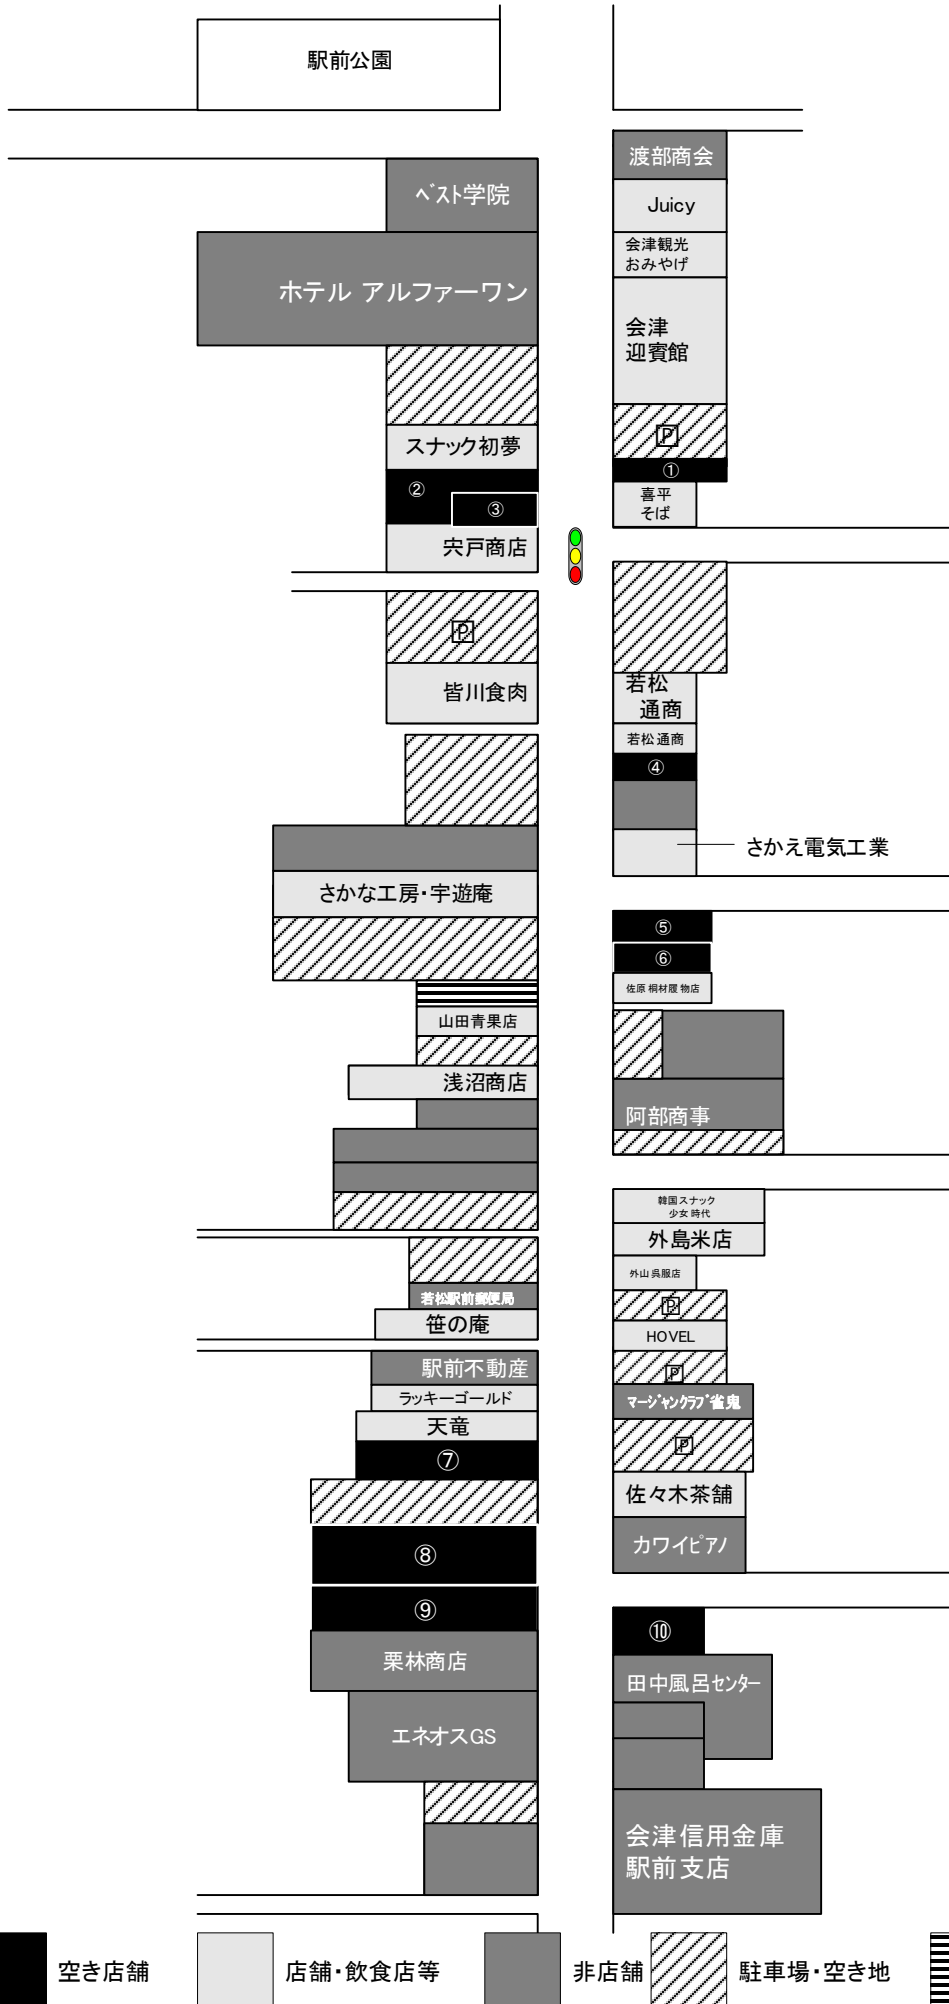 駅前公園
ベスト学院
ホテル アルファーワン
スナック初夢
②
③
宍戸商店
P
皆川食肉
さかな工房・宇遊庵
山田青果店
浅沼商店
若松駅前郵便局
笹の庵
駅前不動産
ラッキーゴールド
天竜
⑦
⑧
⑨
栗林商店
エネオスGS
渡部商会
Juicy
会津観光
おみやげ
会津
迎賓館
P
①
喜平
そば
若松
通商
若松通商
④
さかえ電気工業
⑤
⑥
佐原桐材履物店
阿部商事
韓国スナック
少女時代
外島米店
外山呉服店
P
HOVEL
P
マージャンクラブ雀鬼
P
佐々木茶舗
カワイピアノ
⑩
田中風呂センター
会津信用金庫
駅前支店
空き店舗
店舗・飲食店等
非店舗
駐車場・空き地